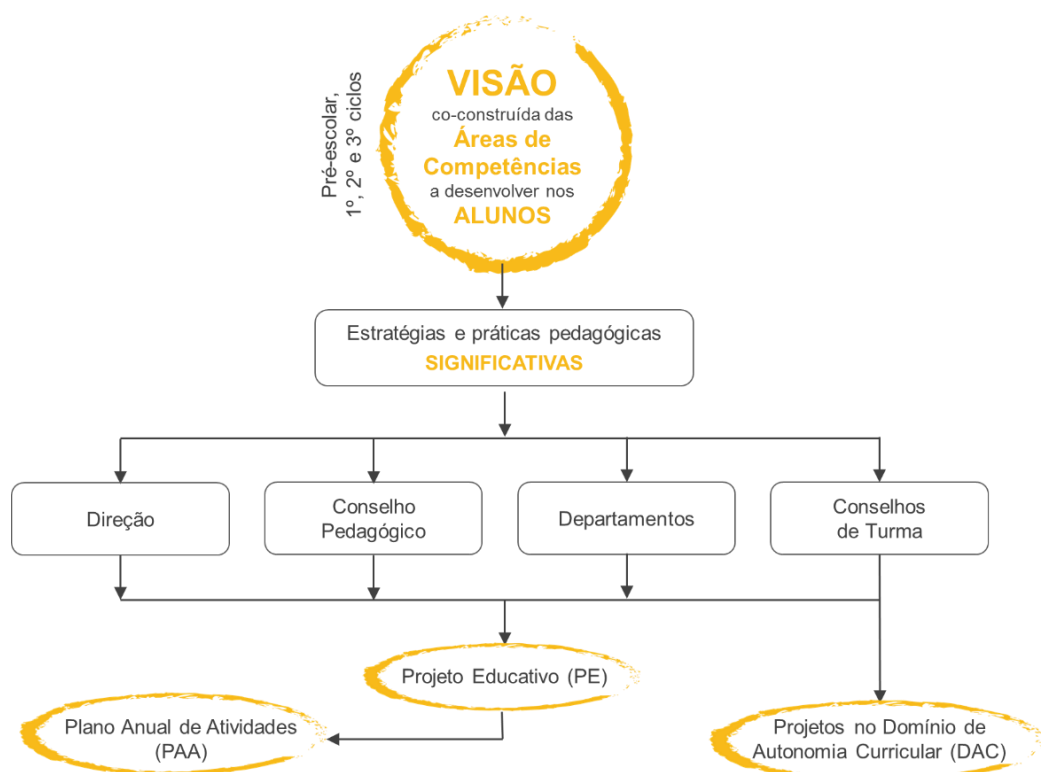 Pré-escolar,
1º, 2º e 3º ciclos
VISÃO
co-construída das
Áreas de
Competências
a desenvolver nos
ALUNOS
Estratégias e práticas pedagógicas
SIGNIFICATIVAS
Direção
Conselho
Pedagógico
Departamentos
Conselhos
de Turma
Projeto Educativo (PE)
Plano Anual de Atividades
(PAA)
Projetos no Domínio de
Autonomia Curricular (DAC)